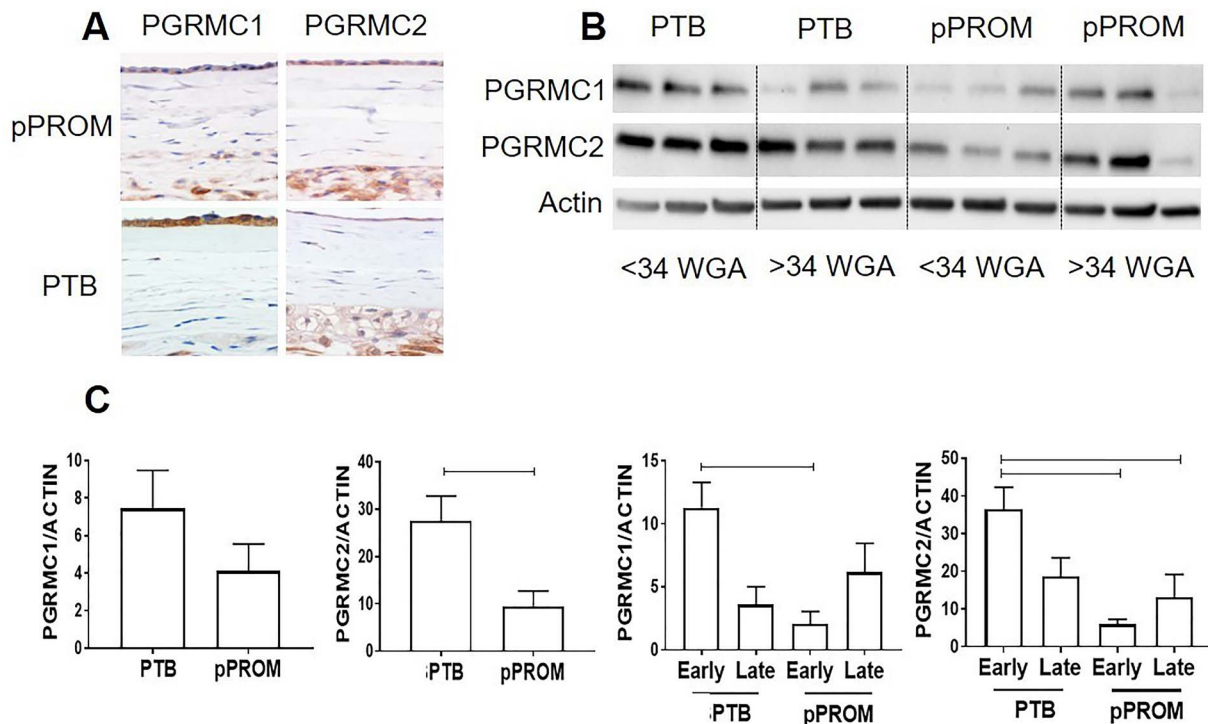 A
PGRMC1 PGRMC2
pPROM
PTB
B
PTB PTB pPROM pPROM
PGRMC1
PGRMC2
Actin
<34 WGA >34 WGA <34 WGA >34 WGA
C
PGRMC1/ACTIN
10
8
6
4
2
0
PTB pPROM
PGRMC2/ACTIN
40
30
20
10
0
PTB pPROM
PGRMC1/ACTIN
15
10
5
0
Early Late Early Late
PTB pPROM
PGRMC2/ACTIN
50
40
30
20
10
0
Early Late Early Late
PTB pPROM